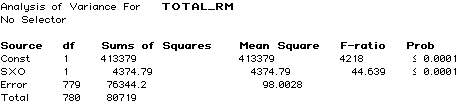 Analysis of Variance For TOTAL_RM
No Selector
Source df Sums of Squares Mean Square F-ratio Prob
Const 1 413379 413379 4218 ≤ 0.0001
SXO 1 4374.79 4374.79 44.639 ≤ 0.0001
Error 779 76344.2 98.0028
Total 780 80719